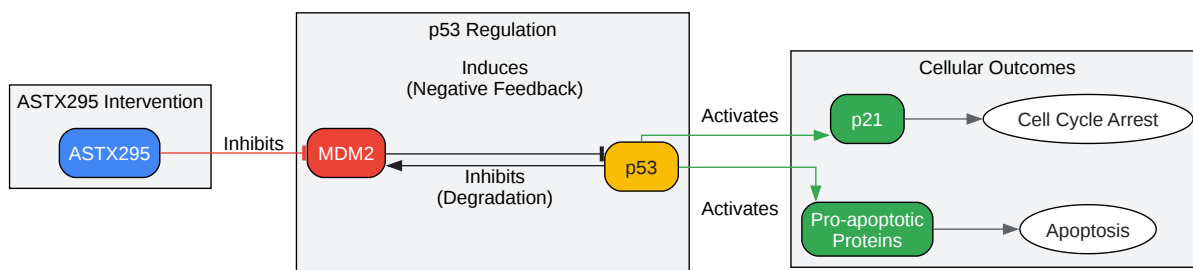 p53 Regulation
Induces
(Negative Feedback)
Cellular Outcomes
ASTX295 Intervention
ASTX295
Inhibits
MDM2
Inhibits
(Degradation)
p53
Activates
Activates
p21
Cell Cycle Arrest
Pro-apoptotic
Proteins
Apoptosis